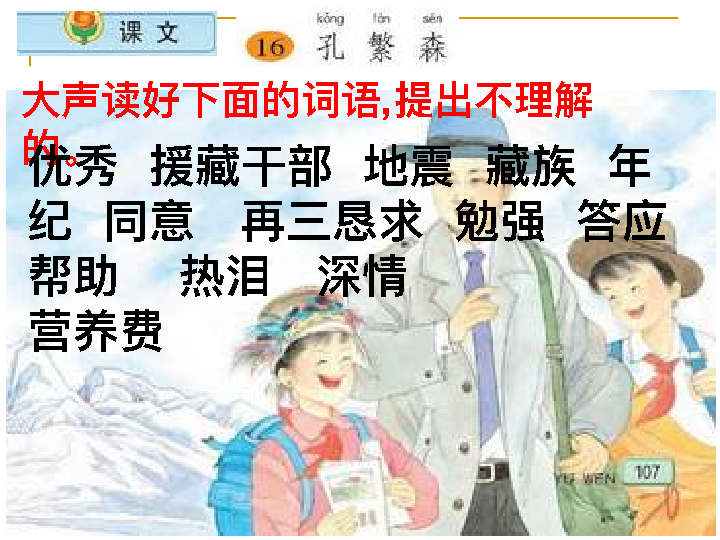 课 文
kǒng fán sēn
16 孔 繁 森
大声读好下面的词语,提出不理解
的。
优秀 援藏干部 地震 藏族 年
纪 同意 再三恳求 勉强 答应
帮助 热泪 深情
营养费
YU WEN 107